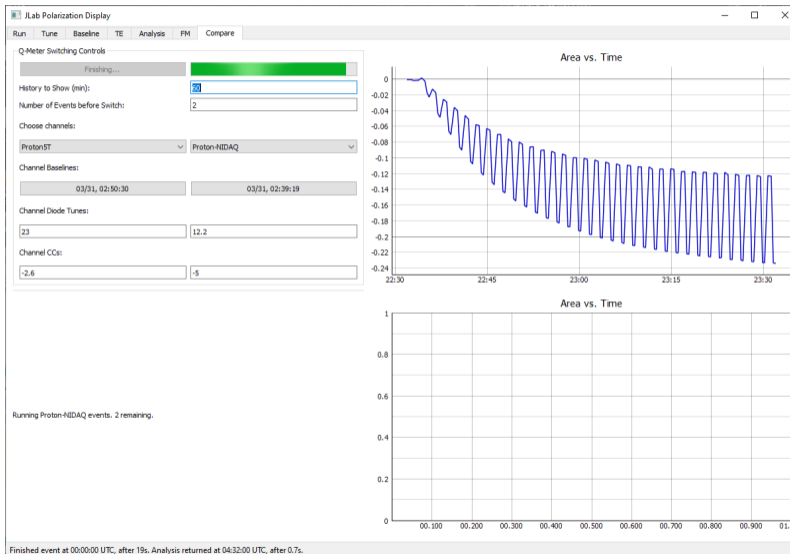 JLab Polarization Display
Run Tune Baseline TE Analysis FM Compare
Q-Meter Switching Controls
Finishing...
History to Show (min):
60
Number of Events before Switch:
2
Choose channels:
Proton5T Proton-NIDAQ
Channel Baselines:
03/31, 02:50:30 03/31, 02:39:19
Channel Diode Tunes:
23 12.2
Channel CCs:
-2.6 -5
Running Proton-NIDAQ events. 2 remaining.
Area vs. Time
0
-0.02
-0.04
-0.06
-0.08
-0.1
-0.12
-0.14
-0.16
-0.18
-0.2
-0.22
-0.24
22:30 22:45 23:00 23:15 23:30
Area vs. Time
1
0.8
0.6
0.4
0.2
0
00.100 00.200 00.300 00.400 00.500 00.600 00.700 00.800 00.900 01.
Finished event at 00:00:00 UTC, after 19s. Analysis returned at 04:32:00 UTC, after 0.7s.